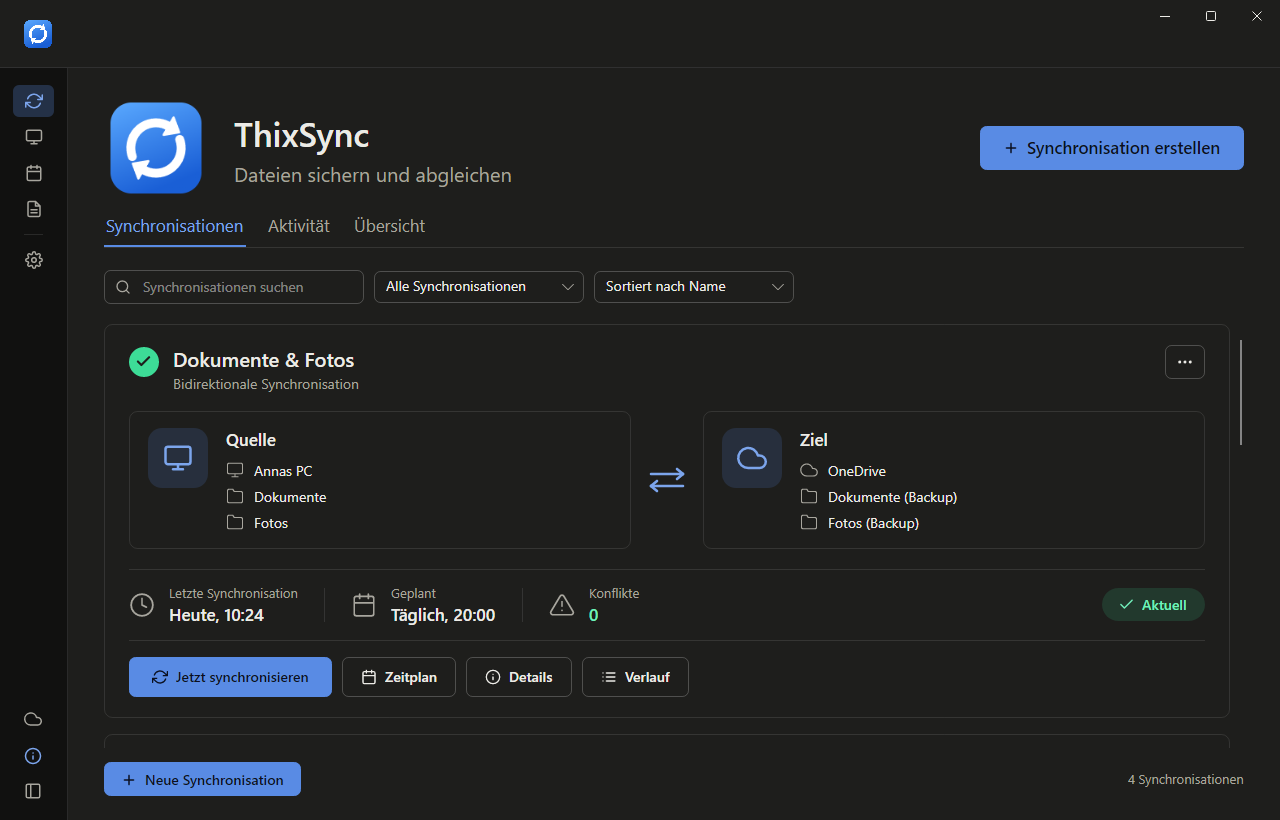 ThixSync
Dateien sichern und abgleichen
+ Synchronisation erstellen
Synchronisationen Aktivität Übersicht
Synchronisationen suchen Alle Synchronisationen Sortiert nach Name
Dokumente & Fotos
Bidirektionale Synchronisation
Quelle
Annas PC
Dokumente
Fotos
Ziel
OneDrive
Dokumente (Backup)
Fotos (Backup)
Letzte Synchronisation
Heute, 10:24
Geplant
Täglich, 20:00
Konflikte
0
Aktuell
Jetzt synchronisieren Zeitplan Details Verlauf
+ Neue Synchronisation
4 Synchronisationen